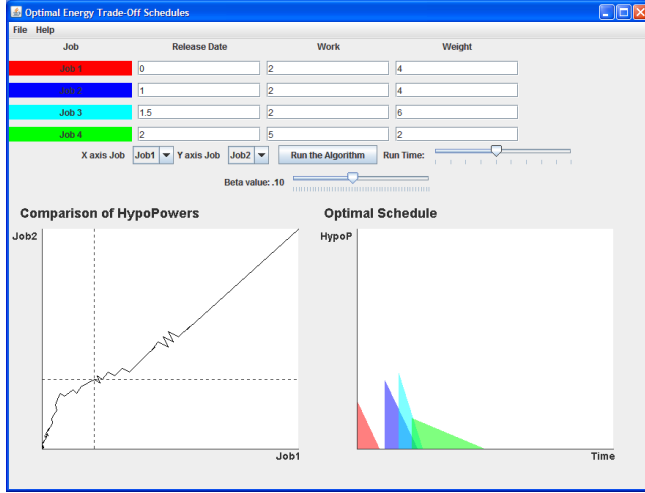 Optimal Energy Trade-Off Schedules
File Help
Job Release Date Work Weight
Job 1 0 2 4
Job 2 1 2 4
Job 3 1.5 2 6
Job 4 2 5 2
X axis Job Job1 Y axis Job Job2 Run the Algorithm Run Time:
Beta value: .10
Comparison of HypoPowers Optimal Schedule
Job2 HypoP
Job1 Time